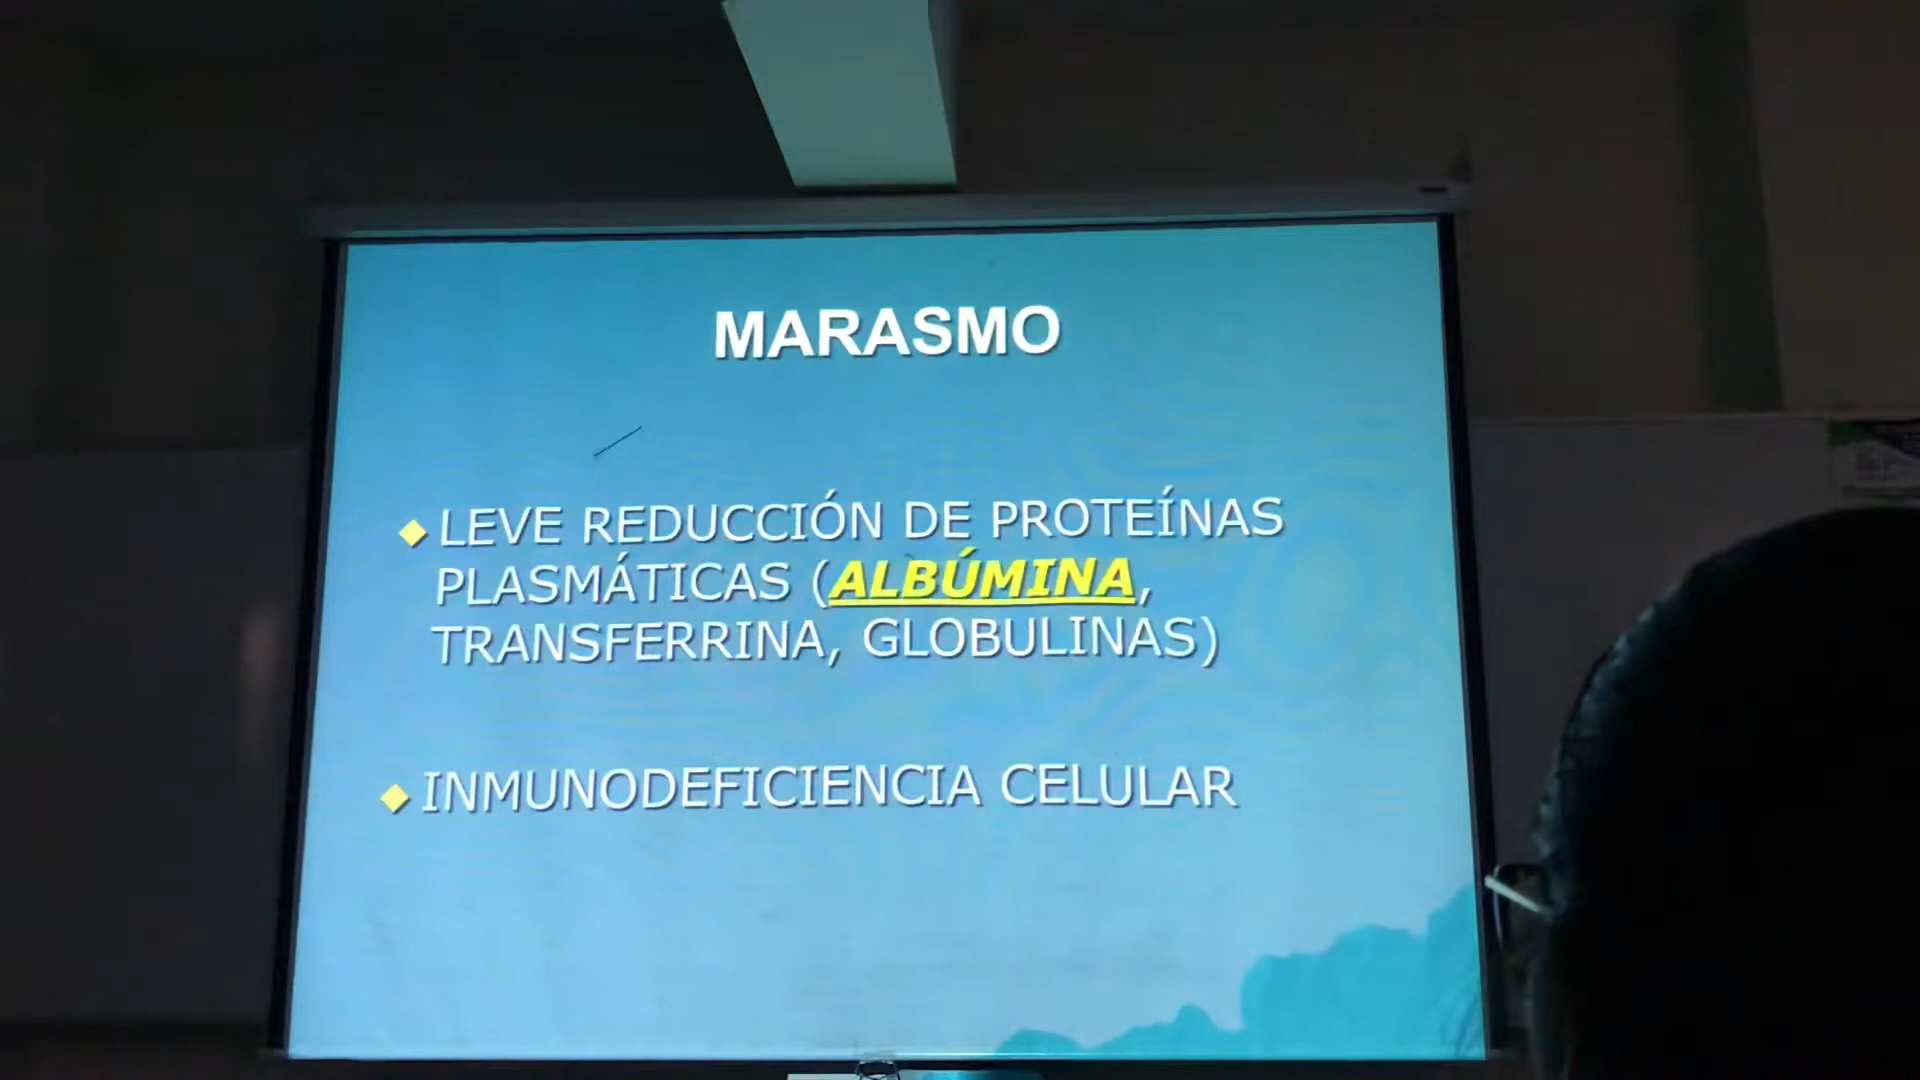 MARASMO
LEVE REDUCCIÓN DE PROTEÍNAS
PLASMÁTICAS (ALBÚMINA,
TRANSFERRINA, GLOBULINAS)
INMUNODEFICIENCIA CELULAR